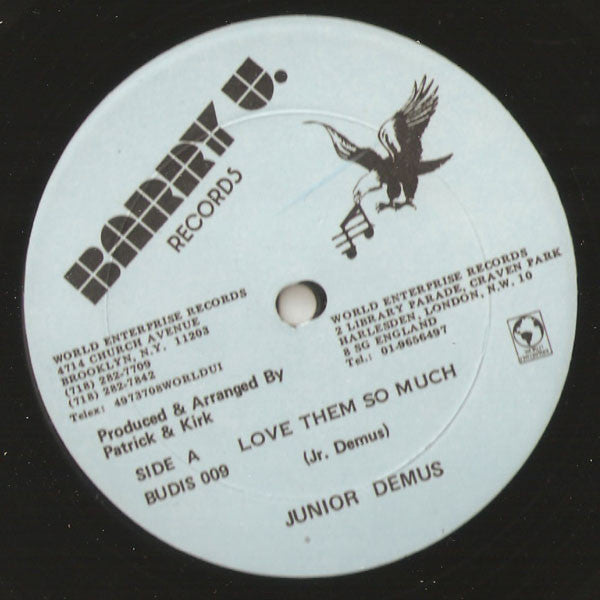 BARRY U.
RECORDS
WORLD ENTERPRISE RECORDS
4714 CHURCH AVENUE
BROOKLYN, N.Y. 11203
(718) 282-7709
(718) 282-7842
Telex: 4973708WORLDUI
WORLD ENTERPRISE RECORDS
2 LIBRARY PARADE, CRAVEN PARK
HARLESDEN, LONDON, N.W. 10
8 SG ENGLAND
Tel.: 01-9656497
Produced & Arranged By
Patrick & Kirk
SIDE A
BUDIS 009
LOVE THEM SO MUCH
(Jr. Demus)
JUNIOR DEMUS